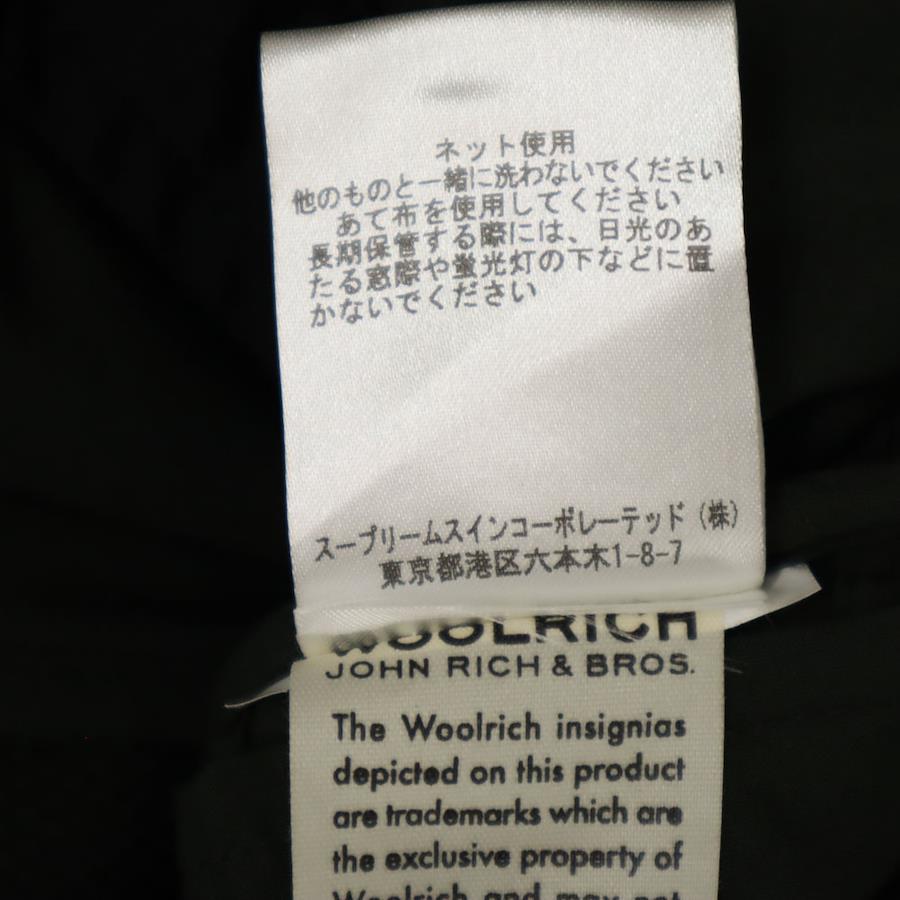 ネット使用
他のものと一緒に洗わないでください
あて布を使用してください
長期保管する際には、日光のあ
たる窓際や蛍光灯の下などに置
かないでください
スープリームスインコーポレーテッド（株）
東京都港区六本木1-8-7
WOOLRICH
JOHN RICH & BROS.
The Woolrich insignias
depicted on this product
are trademarks which are
the exclusive property of
Woolrich and may not